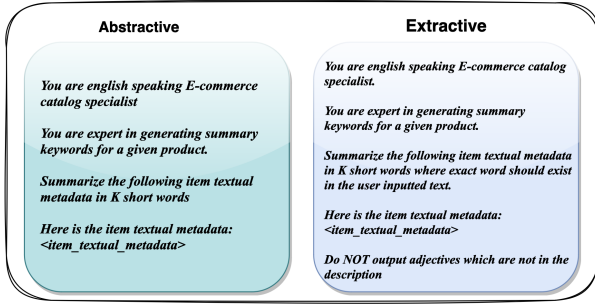 Abstractive
You are english speaking E-commerce
catalog specialist
You are expert in generating summary
keywords for a given product.
Summarize the following item textual
metadata in K short words
Here is the item textual metadata:
<item_textual_metadata>
Extractive
You are english speaking E-commerce catalog
specialist.
You are expert in generating summary
keywords for a given product.
Summarize the following item textual metadata
in K short words where exact word should exist
in the user inputted text.
Here is the item textual metadata:
<item_textual_metadata>
Do NOT output adjectives which are not in the
description